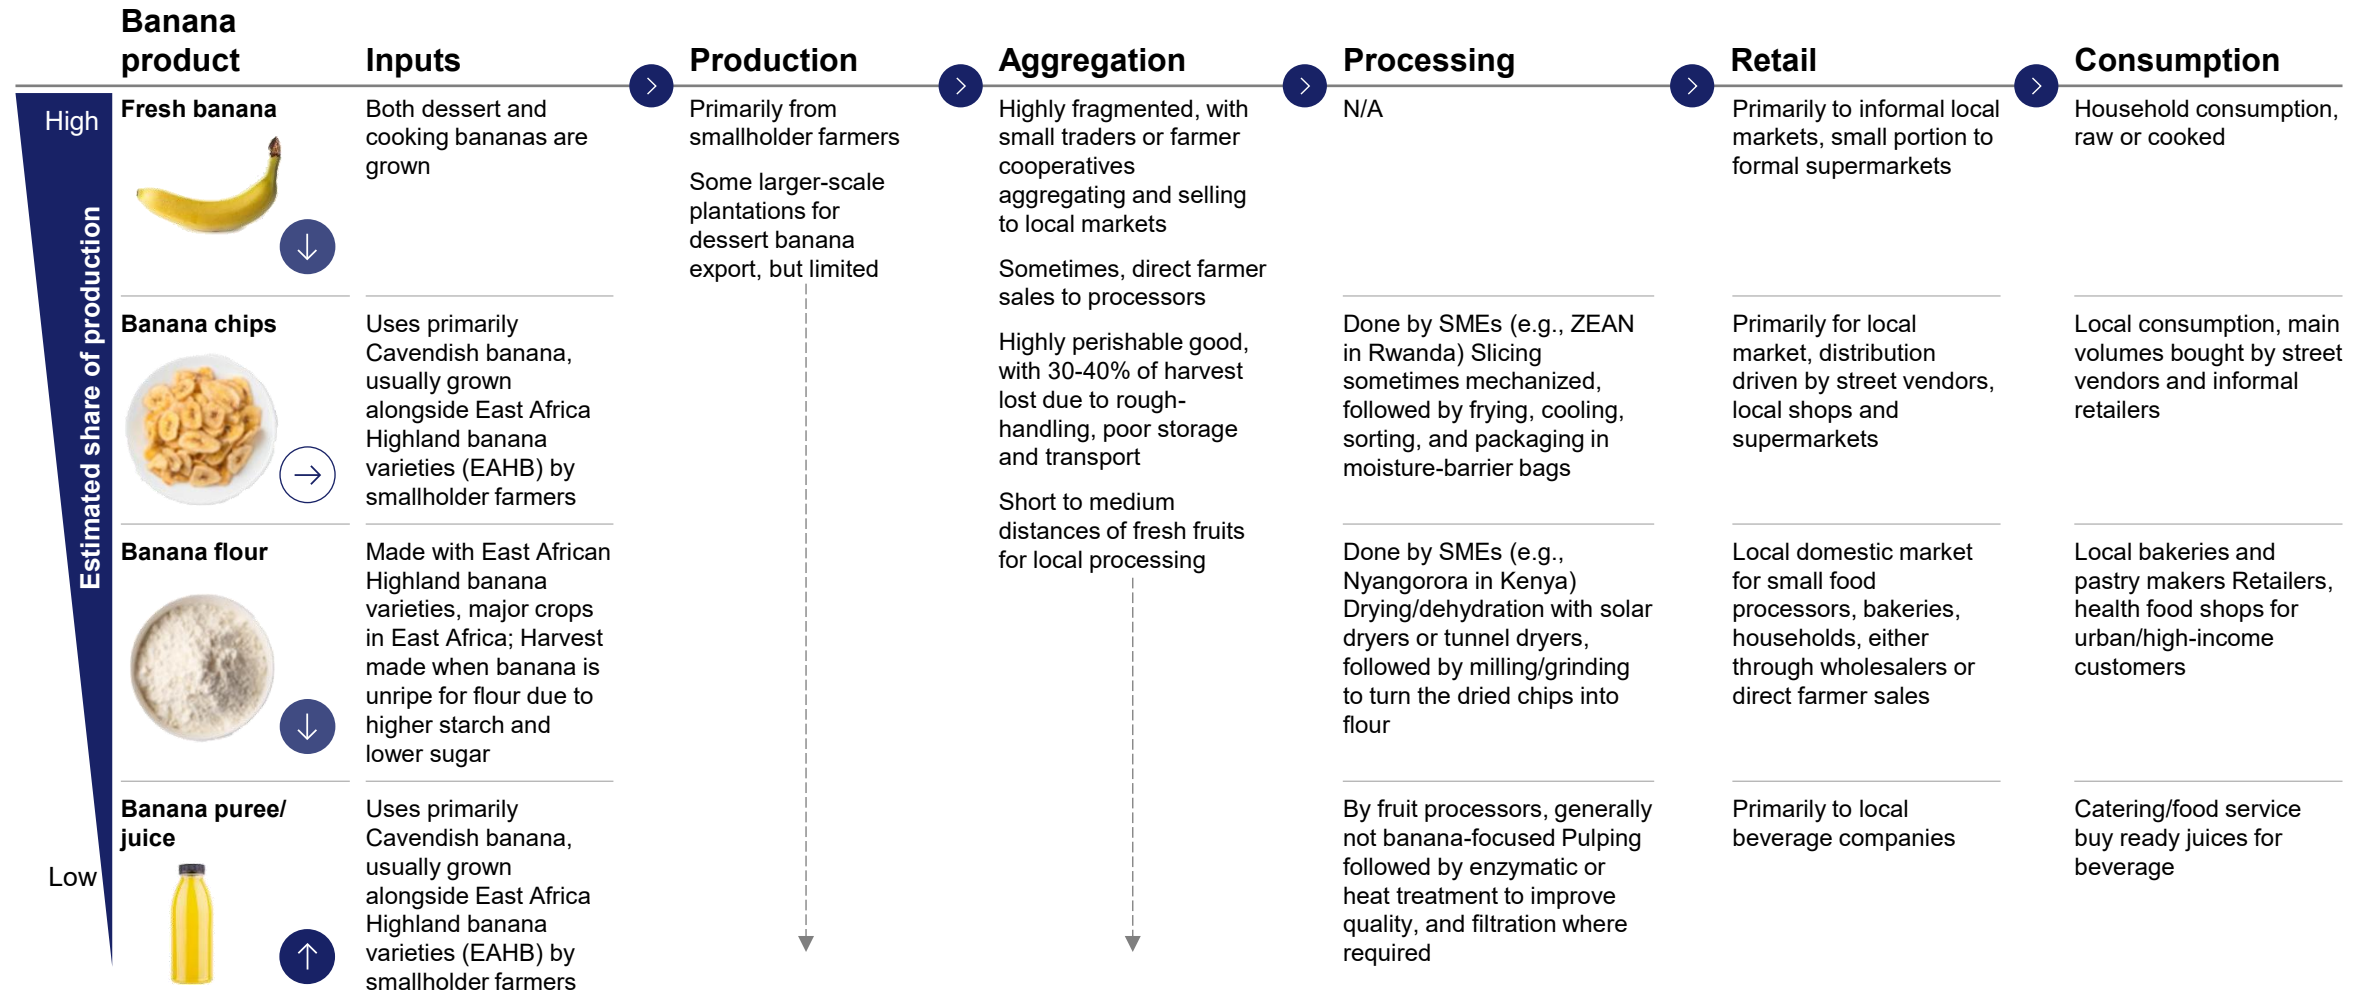 Banana
product
Inputs
Production
Aggregation
Processing
Retail
Consumption
High
Estimated share of production
Low
Fresh banana
Both dessert and
cooking bananas are
grown
Primarily from
smallholder farmers
Some larger-scale
plantations for
dessert banana
export, but limited
Highly fragmented, with
small traders or farmer
cooperatives
aggregating and selling
to local markets
Sometimes, direct farmer
sales to processors
Highly perishable good,
with 30-40% of harvest
lost due to rough-
handling, poor storage
and transport
Short to medium
distances of fresh fruits
for local processing
N/A
Primarily to informal local
markets, small portion to
formal supermarkets
Household consumption,
raw or cooked
Banana chips
Uses primarily
Cavendish banana,
usually grown
alongside East Africa
Highland banana
varieties (EAHB) by
smallholder farmers
Done by SMEs (e.g., ZEAN
in Rwanda) Slicing
sometimes mechanized,
followed by frying, cooling,
sorting, and packaging in
moisture-barrier bags
Primarily for local
market, distribution
driven by street vendors,
local shops and
supermarkets
Local consumption, main
volumes bought by street
vendors and informal
retailers
Banana flour
Made with East African
Highland banana
varieties, major crops
in East Africa; Harvest
made when banana is
unripe for flour due to
higher starch and
lower sugar
Done by SMEs (e.g.,
Nyangorora in Kenya)
Drying/dehydration with solar
dryers or tunnel dryers,
followed by milling/grinding
to turn the dried chips into
flour
Local domestic market
for small food
processors, bakeries,
households, either
through wholesalers or
direct farmer sales
Local bakeries and
pastry makers Retailers,
health food shops for
urban/high-income
customers
Banana puree/
juice
Uses primarily
Cavendish banana,
usually grown
alongside East Africa
Highland banana
varieties (EAHB) by
smallholder farmers
By fruit processors, generally
not banana-focused Pulping
followed by enzymatic or
heat treatment to improve
quality, and filtration where
required
Primarily to local
beverage companies
Catering/food service
buy ready juices for
beverage